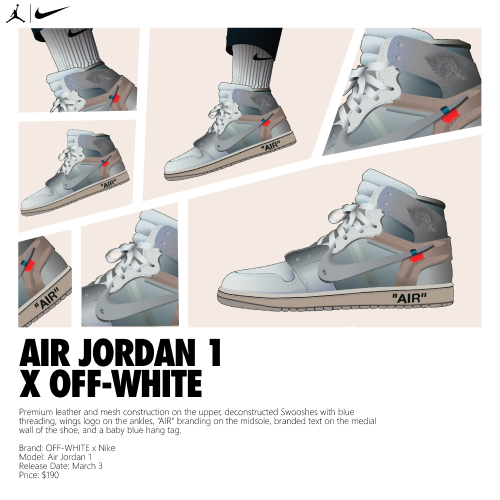 "AIR"
"AIR"
"AIR"
"AIR"
AIR JORDAN 1
X OFF-WHITE
Premium leather and mesh construction on the upper, deconstructed Swooshes with blue
threading, wings logo on the ankles, "AIR" branding on the midsole, branded text on the medial
wall of the shoe, and a baby blue hang tag.
Brand: OFF-WHITE x Nike
Model: Air Jordan 1
Release Date: March 3
Price: $190